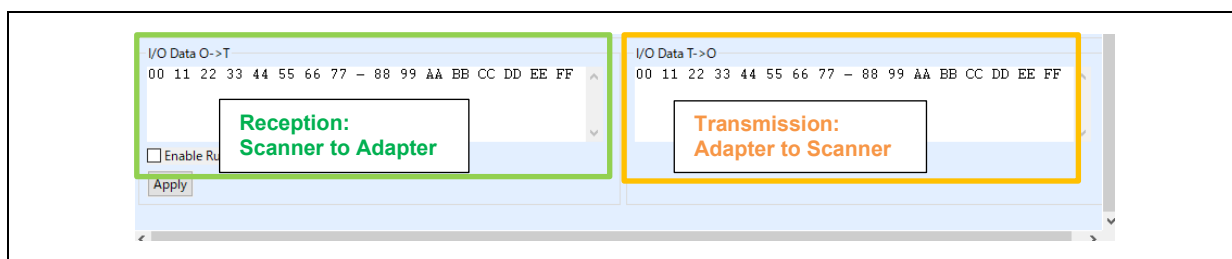 I/O Data O->T
00 11 22 33 44 55 66 77 – 88 99 AA BB CC DD EE FF
Reception:
Scanner to Adapter
Enable Ru
Apply
I/O Data T->O
00 11 22 33 44 55 66 77 – 88 99 AA BB CC DD EE FF
Transmission:
Adapter to Scanner